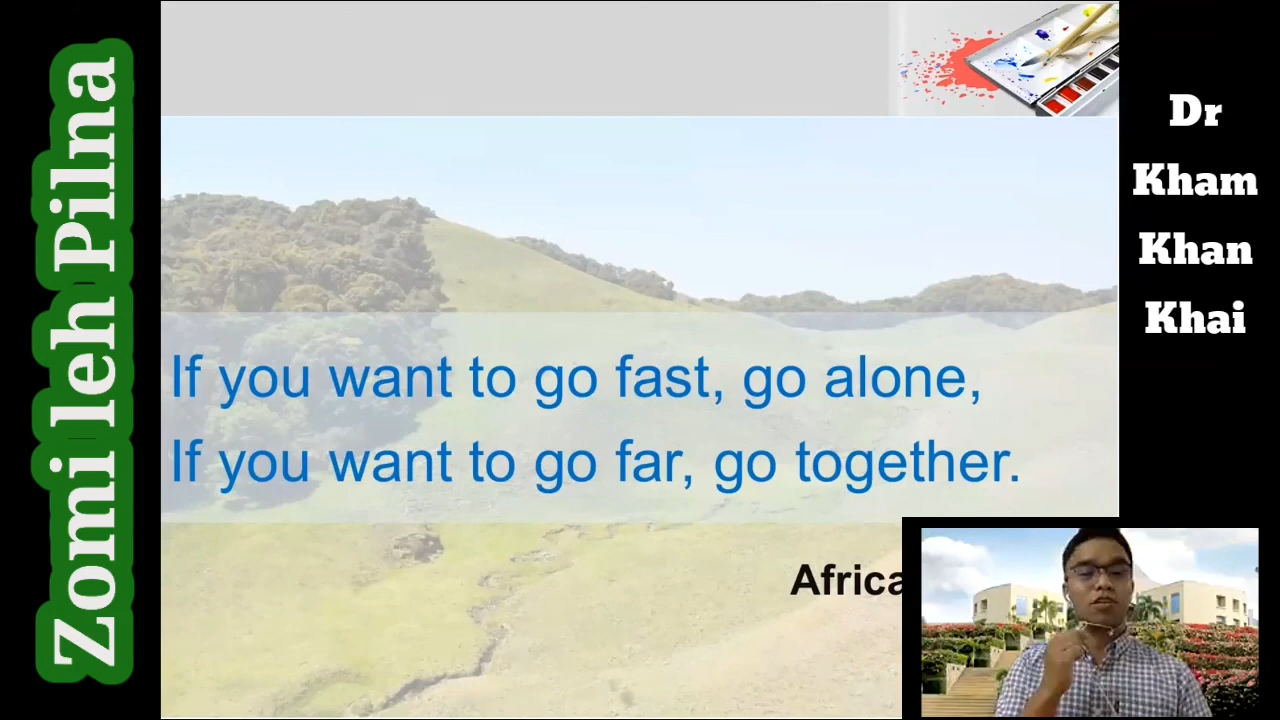 Zomi leh Pilna
If you want to go fast, go alone,
If you want to go far, go together.
Africa
Dr
Kham
Khan
Khai